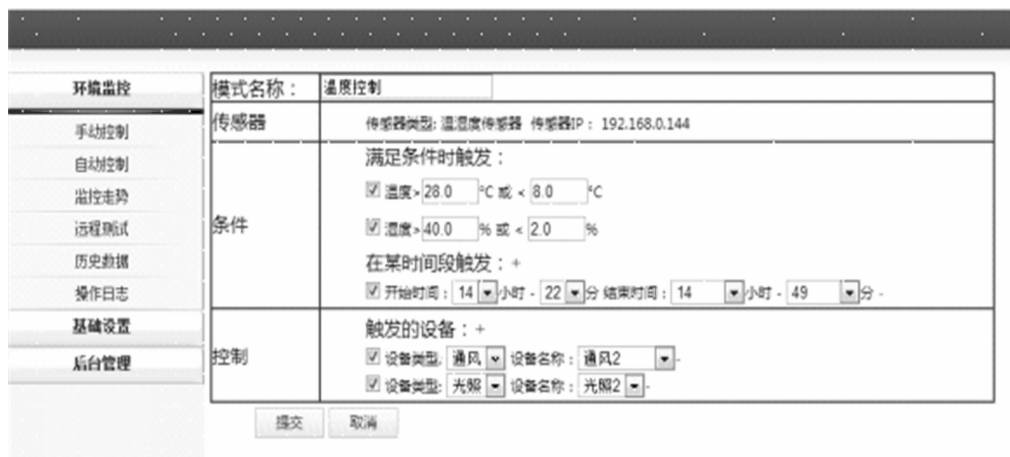 环境监控
手动控制
自动控制
监控走势
远程测试
历史数据
操作日志
基础设置
后台管理
模式名称： 温度控制
传感器 传感器类型: 温湿度传感器 传感器IP： 192.168.0.144
条件
满足条件时触发：
温度> 28.0 °C 或 < 8.0 °C
湿度> 40.0 % 或 < 2.0 %
在某时间段触发：+
开始时间：14 小时 - 22 分 结束时间：14 小时 - 49 分 -
控制
触发的设备：+
设备类型: 通风 设备名称：通风2 -
设备类型: 光照 设备名称：光照2 -
提交 取消